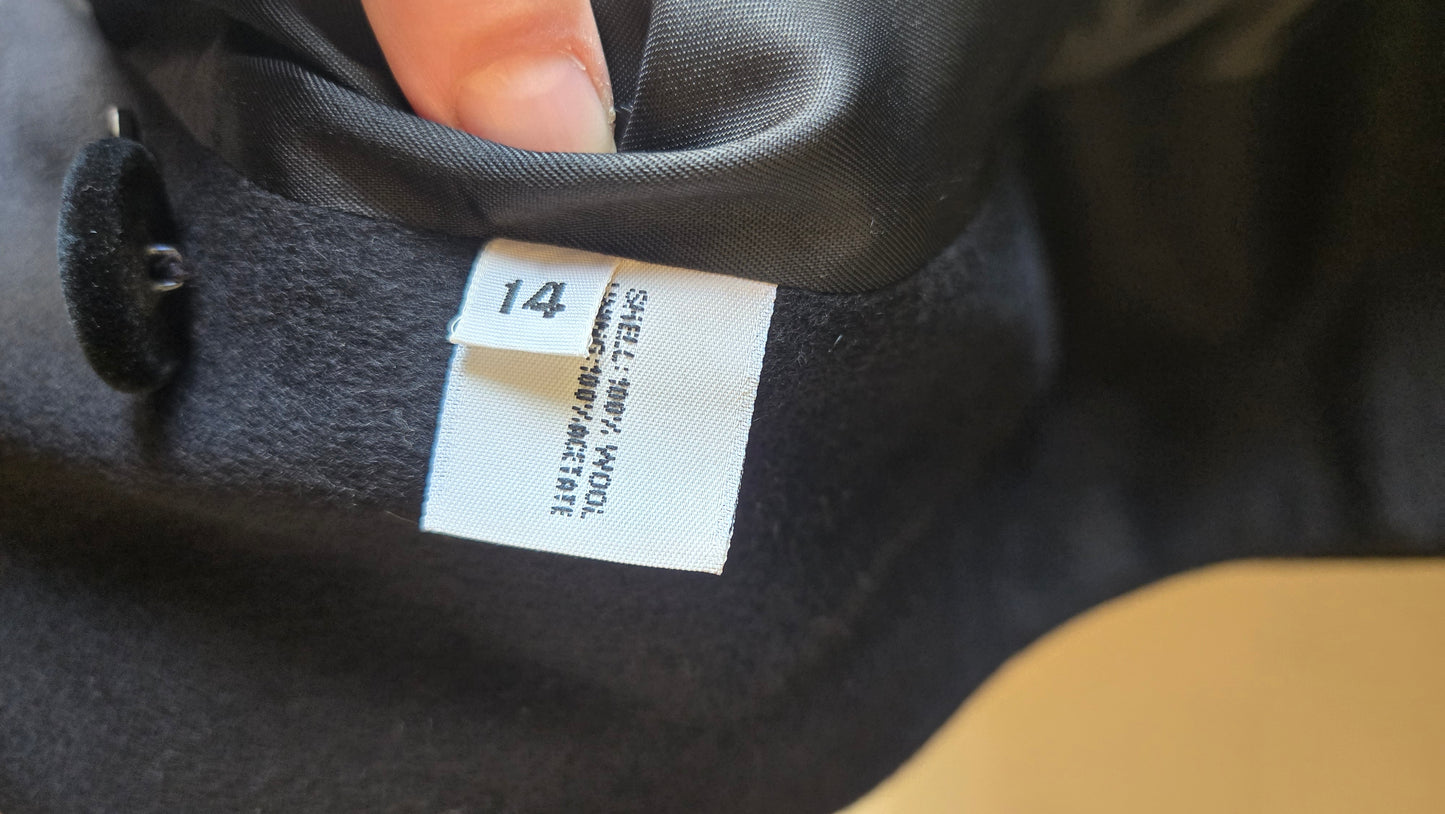 14
SHELL:100% WOOL
LINING:100% ACETATE